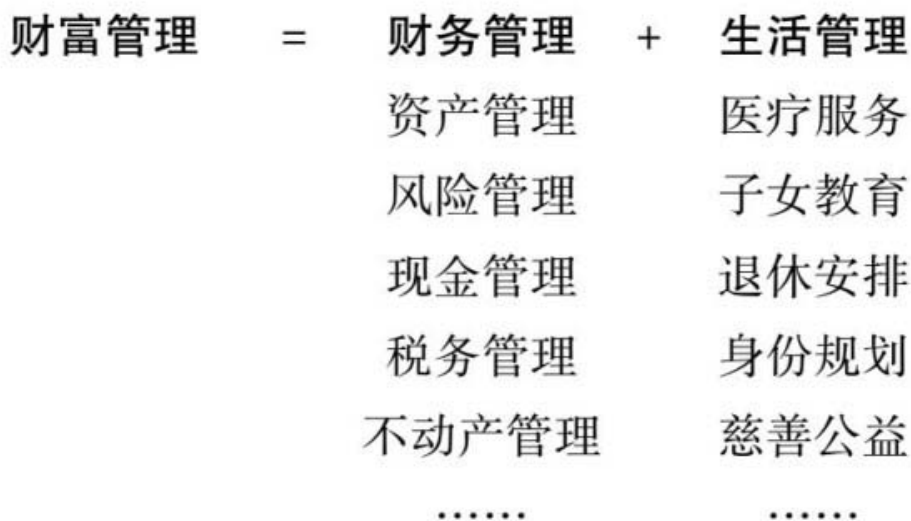 财富管理 = 财务管理 + 生活管理
资产管理 医疗服务
风险管理 子女教育
现金管理 退休安排
税务管理 身份规划
不动产管理 慈善公益
…… ……